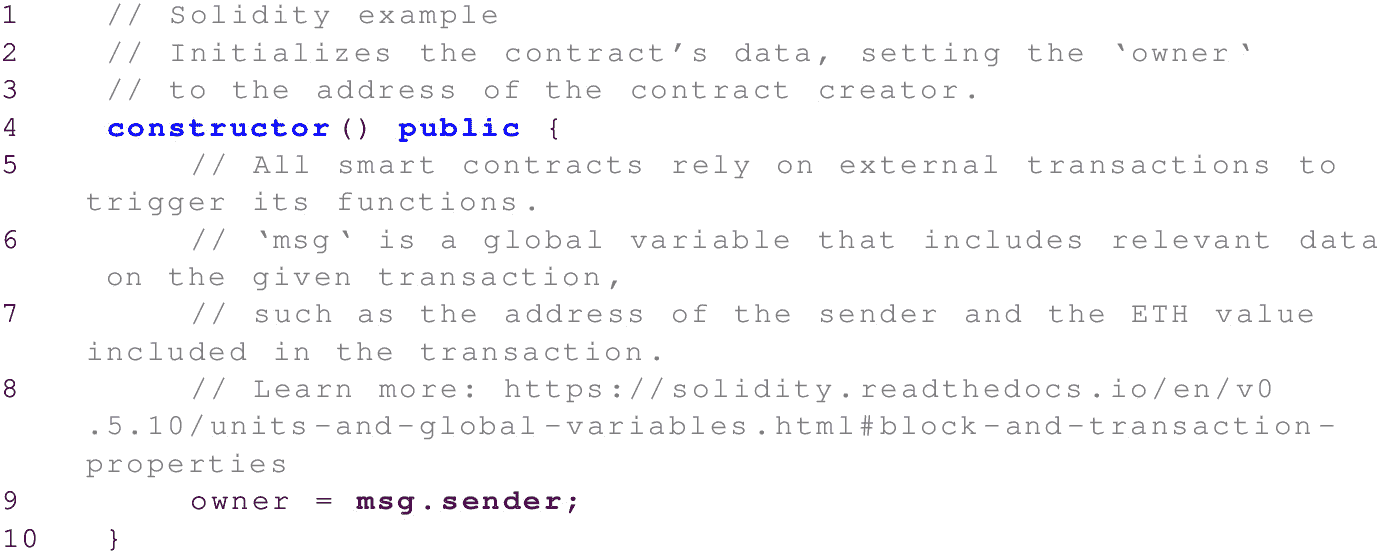 1 // Solidity example
2 // Initializes the contract's data, setting the `owner`
3 // to the address of the contract creator.
4 constructor() public {
5 // All smart contracts rely on external transactions to
trigger its functions.
6 // `msg` is a global variable that includes relevant data
on the given transaction,
7 // such as the address of the sender and the ETH value
included in the transaction.
8 // Learn more: https://solidity.readthedocs.io/en/v0
.5.10/units-and-global-variables.html#block-and-transaction-
properties
9 owner = msg.sender;
10 }